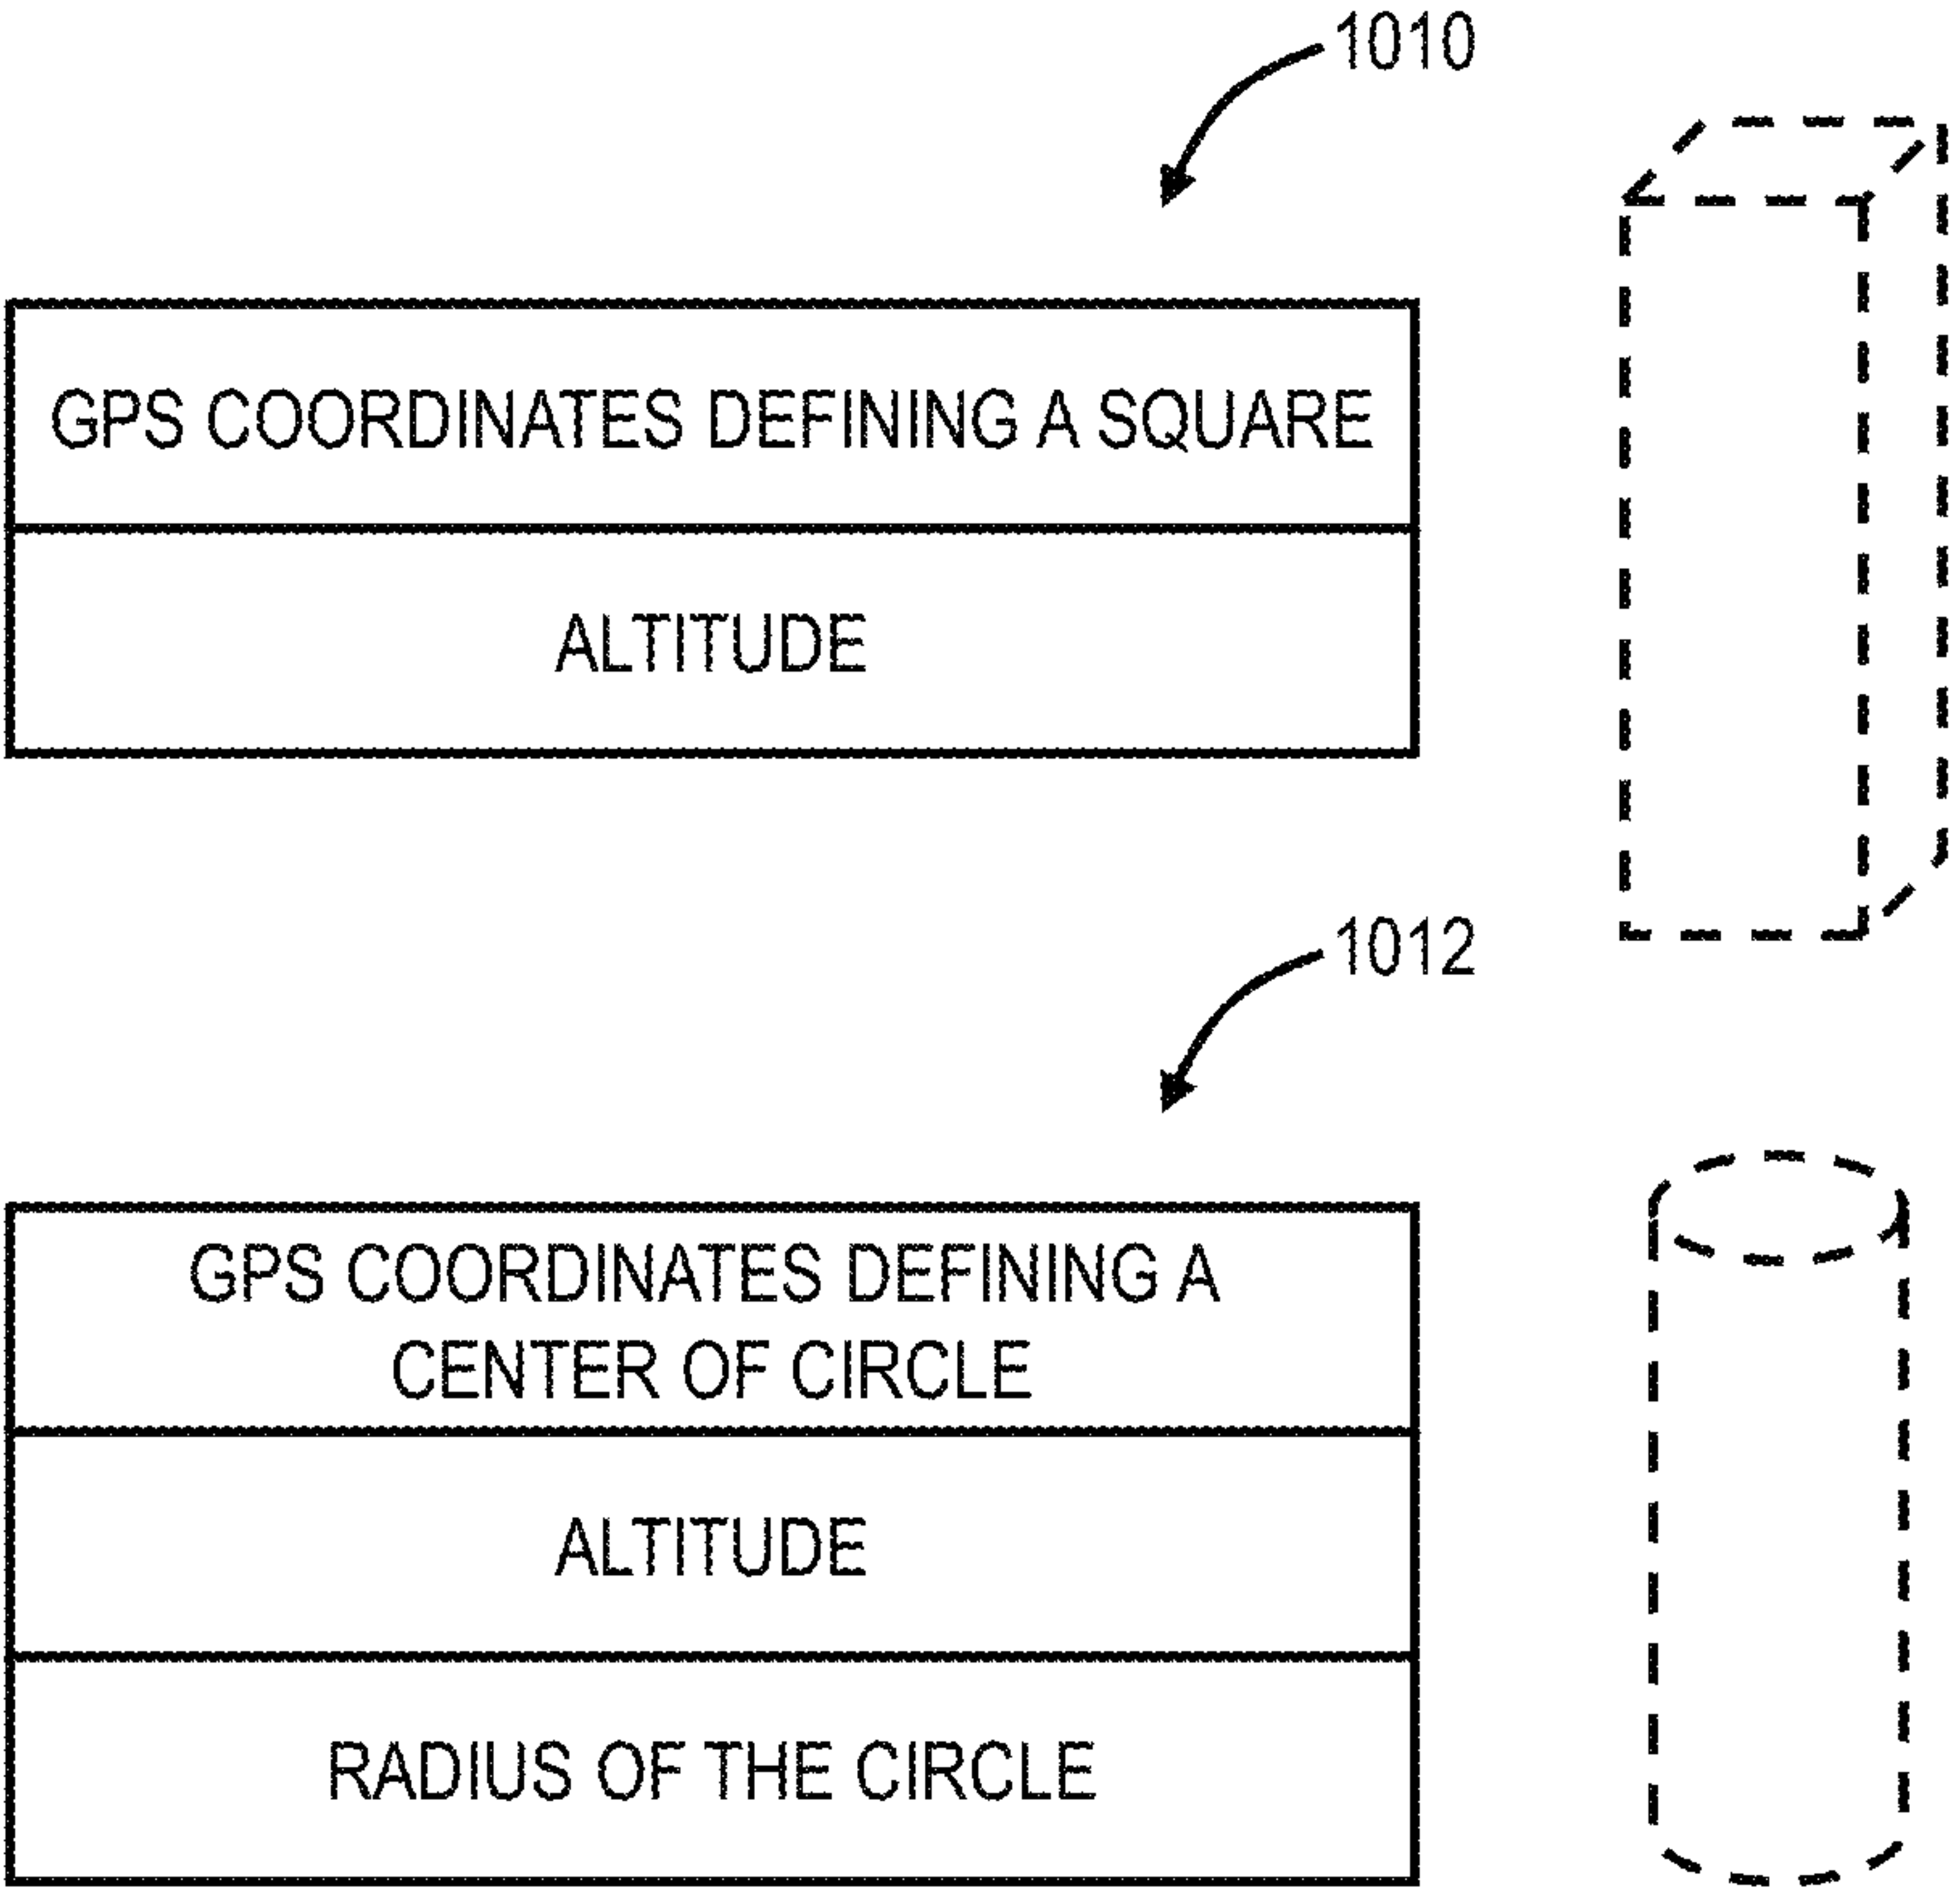 1010
GPS COORDINATES DEFINING A SQUARE
ALTITUDE
1012
GPS COORDINATES DEFINING A
CENTER OF CIRCLE
ALTITUDE
RADIUS OF THE CIRCLE